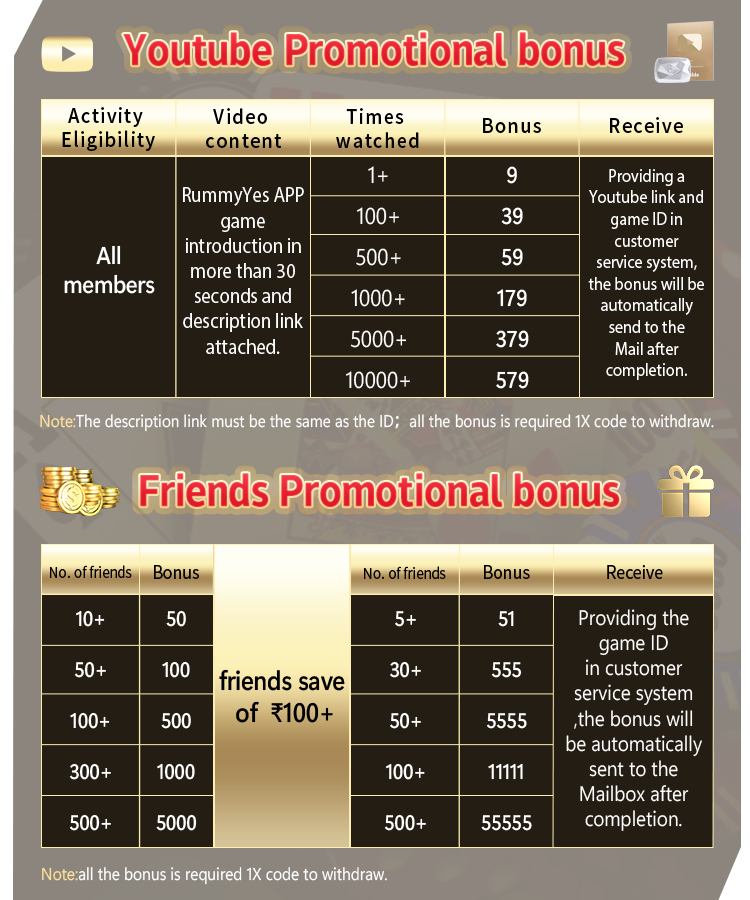 Youtube Promotional bonus
Activity Eligibility
Video content
Times watched
Bonus
Receive
All
members
RummyYes APP
game
introduction in
more than 30
seconds and
description link
attached.
1+ 9
100+ 39
500+ 59
1000+ 179
5000+ 379
10000+ 579
Providing a
Youtube link and
game ID in
customer
service system,
the bonus will be
automatically
send to the
Mail after
completion.
Note:The description link must be the same as the ID；all the bonus is required 1X code to withdraw.
Friends Promotional bonus
No. of friends Bonus
10+ 50
50+ 100
100+ 500
300+ 1000
500+ 5000
friends save
of ₹100+
No. of friends Bonus
5+ 51
30+ 555
50+ 5555
100+ 11111
500+ 55555
Receive
Providing the
game ID
in customer
service system
,the bonus will
be automatically
sent to the
Mailbox after
completion.
Note:all the bonus is required 1X code to withdraw.